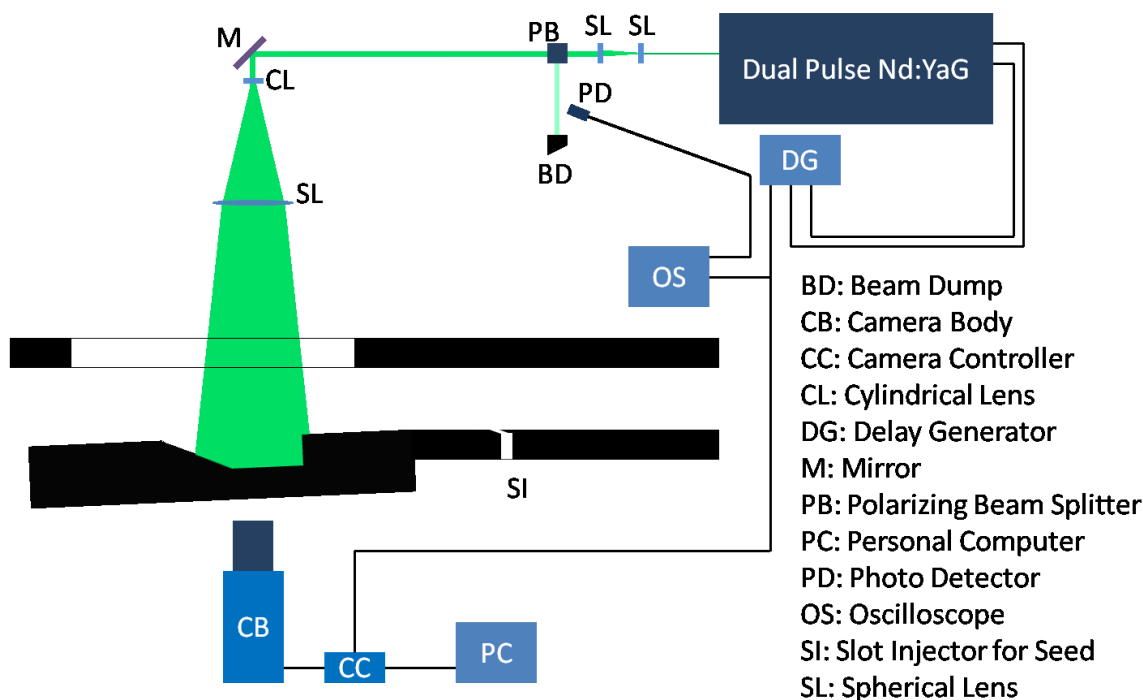 M
PB
SL
SL
Dual Pulse Nd:YaG
CL
PD
DG
BD
SL
OS
BD: Beam Dump
CB: Camera Body
CC: Camera Controller
CL: Cylindrical Lens
DG: Delay Generator
M: Mirror
PB: Polarizing Beam Splitter
PC: Personal Computer
PD: Photo Detector
OS: Oscilloscope
SI: Slot Injector for Seed
SL: Spherical Lens
SI
CB
CC
PC